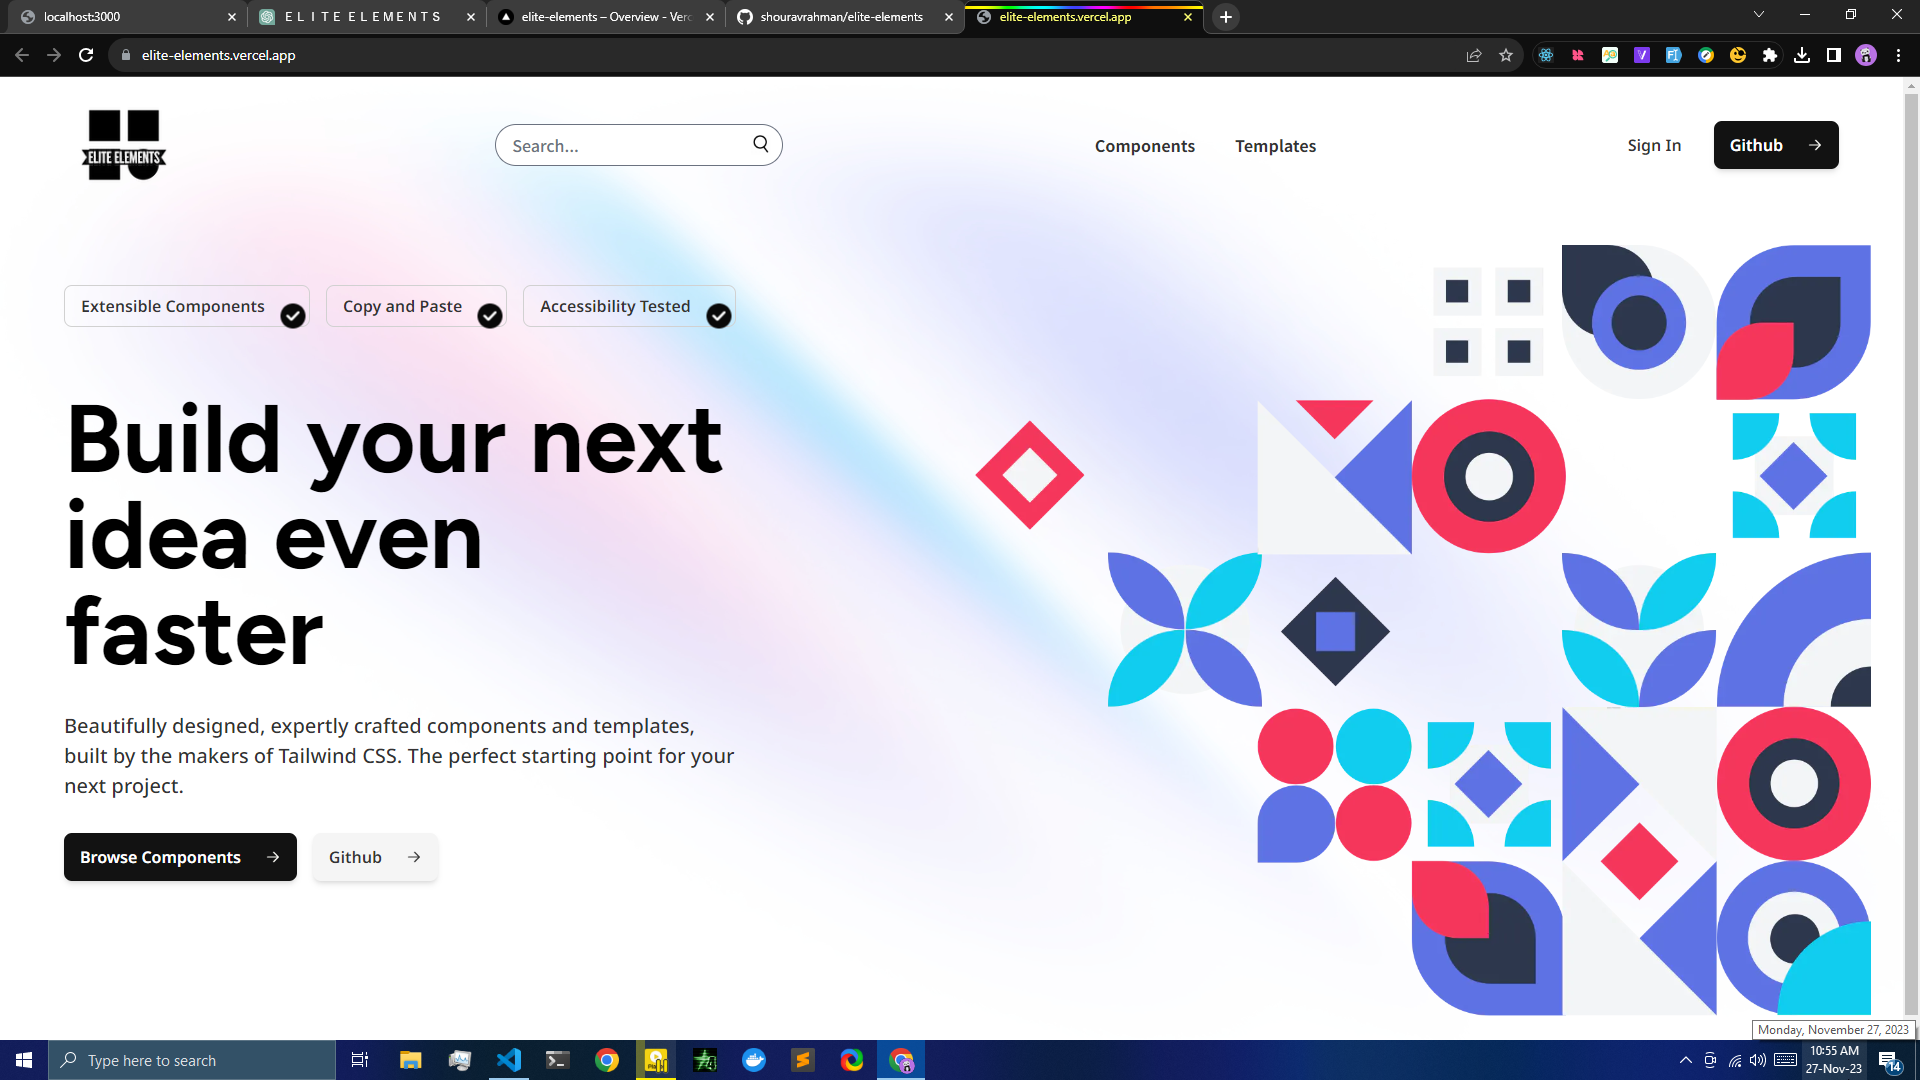 localhost:3000
E L I T E E L E M E N T S
elite-elements – Overview - Verc
shouravrahman/elite-elements
elite-elements.vercel.app
elite-elements.vercel.app
ELITE ELEMENTS
Search...
Components
Templates
Sign In
Github
Extensible Components
Copy and Paste
Accessibility Tested
Build your next
idea even
faster
Beautifully designed, expertly crafted components and templates,
built by the makers of Tailwind CSS. The perfect starting point for your
next project.
Browse Components
Github
Monday, November 27, 2023
Type here to search
10:55 AM
27-Nov-23
14